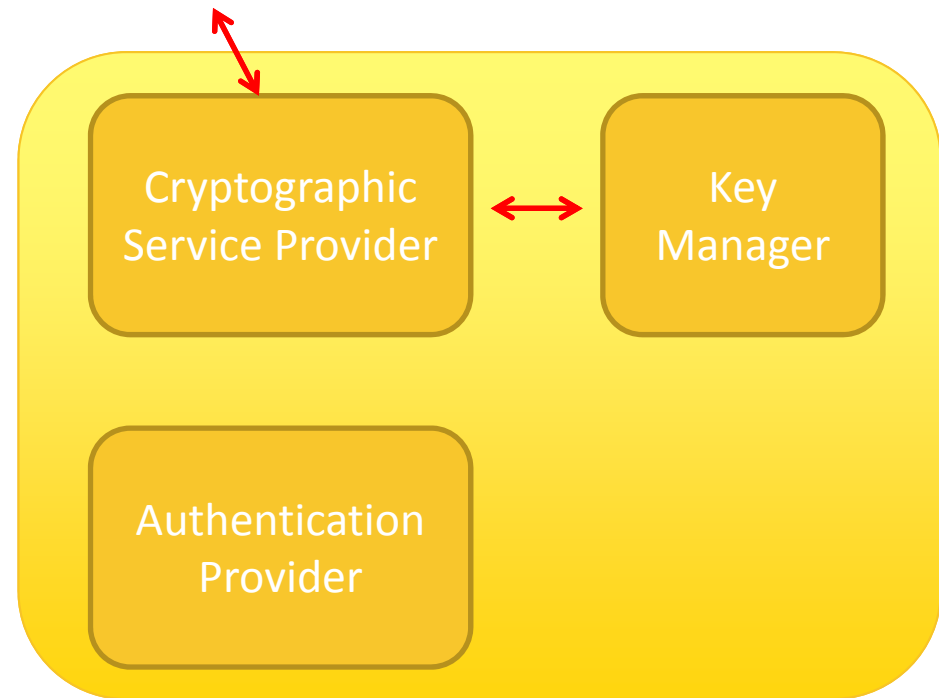 Cryptographic
Service Provider
Key
Manager
Authentication
Provider